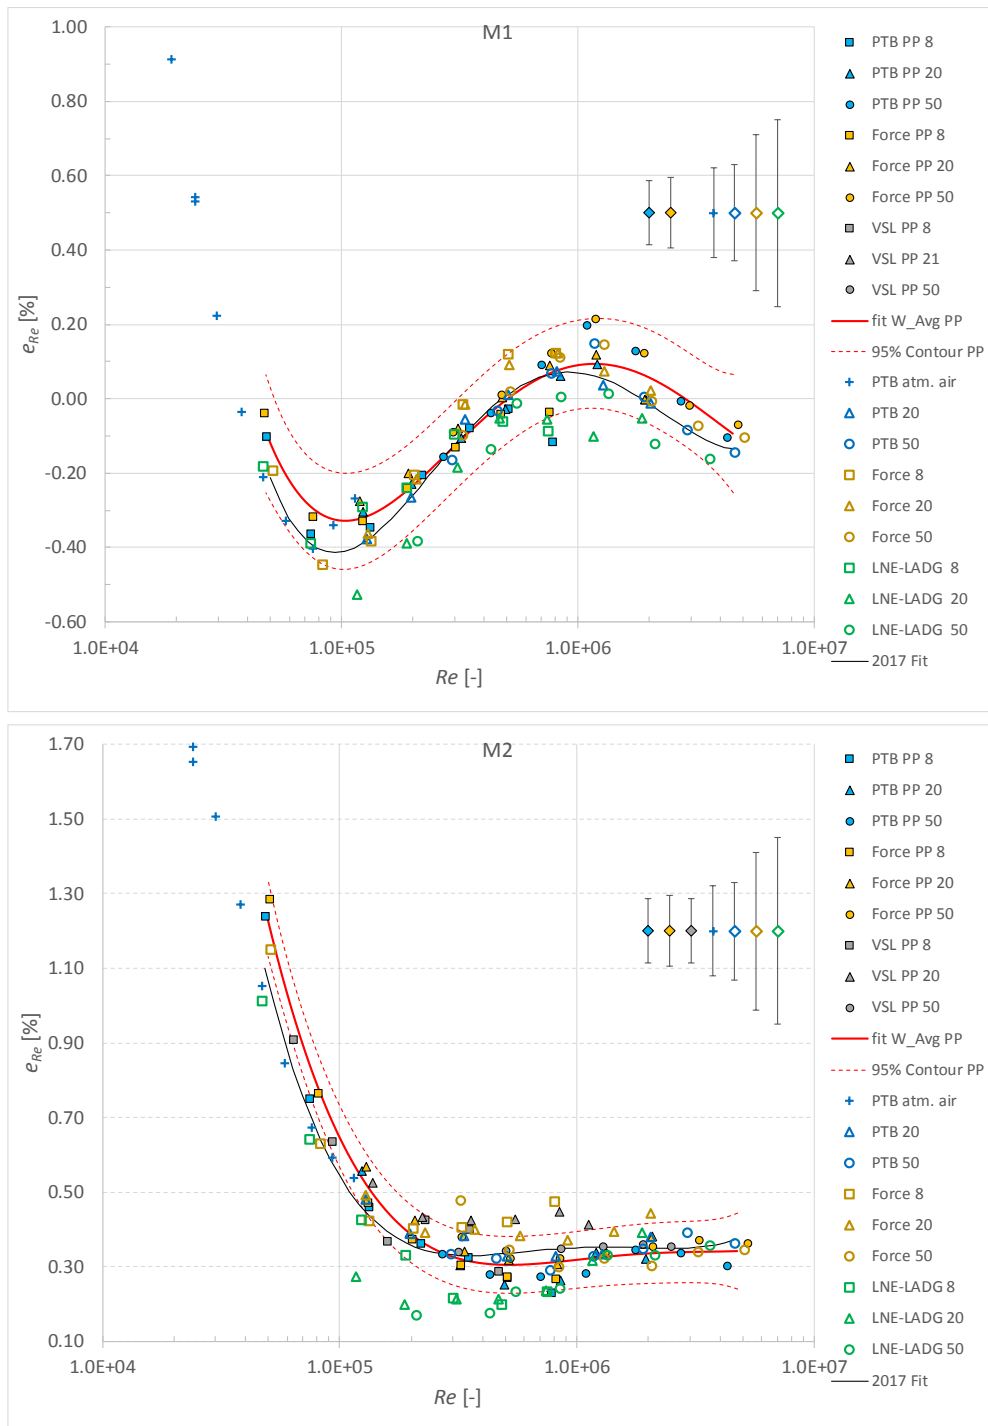 M1
1.00
0.80
0.60
0.40
0.20
0.00
-0.20
-0.40
-0.60
e_Re [%]
1.0E+04
1.0E+05
1.0E+06
1.0E+07
Re [-]
PTB PP 8
PTB PP 20
PTB PP 50
Force PP 8
Force PP 20
Force PP 50
VSL PP 8
VSL PP 21
VSL PP 50
fit W_Avg PP
95% Contour PP
PTB atm. air
PTB 20
PTB 50
Force 8
Force 20
Force 50
LNE-LADG 8
LNE-LADG 20
LNE-LADG 50
2017 Fit
M2
1.70
1.50
1.30
1.10
0.90
0.70
0.50
0.30
0.10
e_Re [%]
1.0E+04
1.0E+05
1.0E+06
1.0E+07
Re [-]
PTB PP 8
PTB PP 20
PTB PP 50
Force PP 8
Force PP 20
Force PP 50
VSL PP 8
VSL PP 20
VSL PP 50
fit W_Avg PP
95% Contour PP
PTB atm. air
PTB 20
PTB 50
Force 8
Force 20
Force 50
LNE-LADG 8
LNE-LADG 20
LNE-LADG 50
2017 Fit